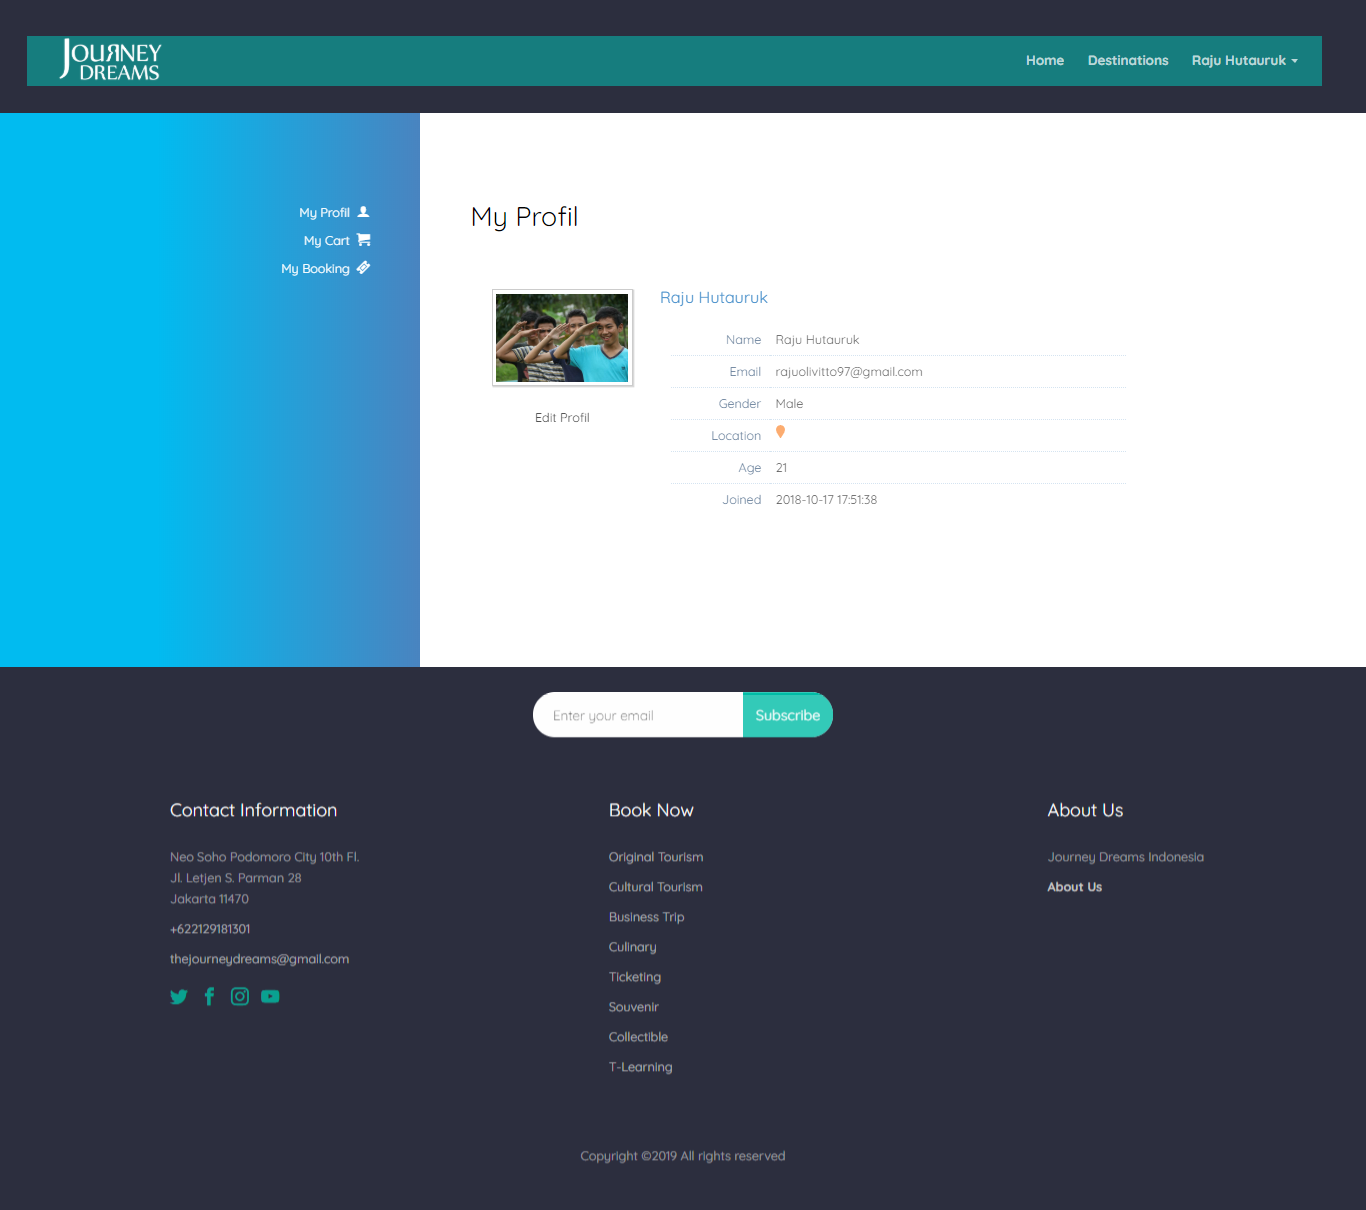 JOURNEY
DREAMS
Home
Destinations
Raju Hutauruk
My Profil
My Cart
My Booking
My Profil
Edit Profil
Raju Hutauruk
Name Raju Hutauruk
Email rajuolivitto97@gmail.com
Gender Male
Location
Age 21
Joined 2018-10-17 17:51:38
Enter your email
Subscribe
Contact Information
Neo Soho Podomoro City 10th Fl.
Jl. Letjen S. Parman 28
Jakarta 11470
+622129181301
thejourneydreams@gmail.com
Book Now
Original Tourism
Cultural Tourism
Business Trip
Culinary
Ticketing
Souvenir
Collectible
T-Learning
About Us
Journey Dreams Indonesia
About Us
Copyright ©2019 All rights reserved